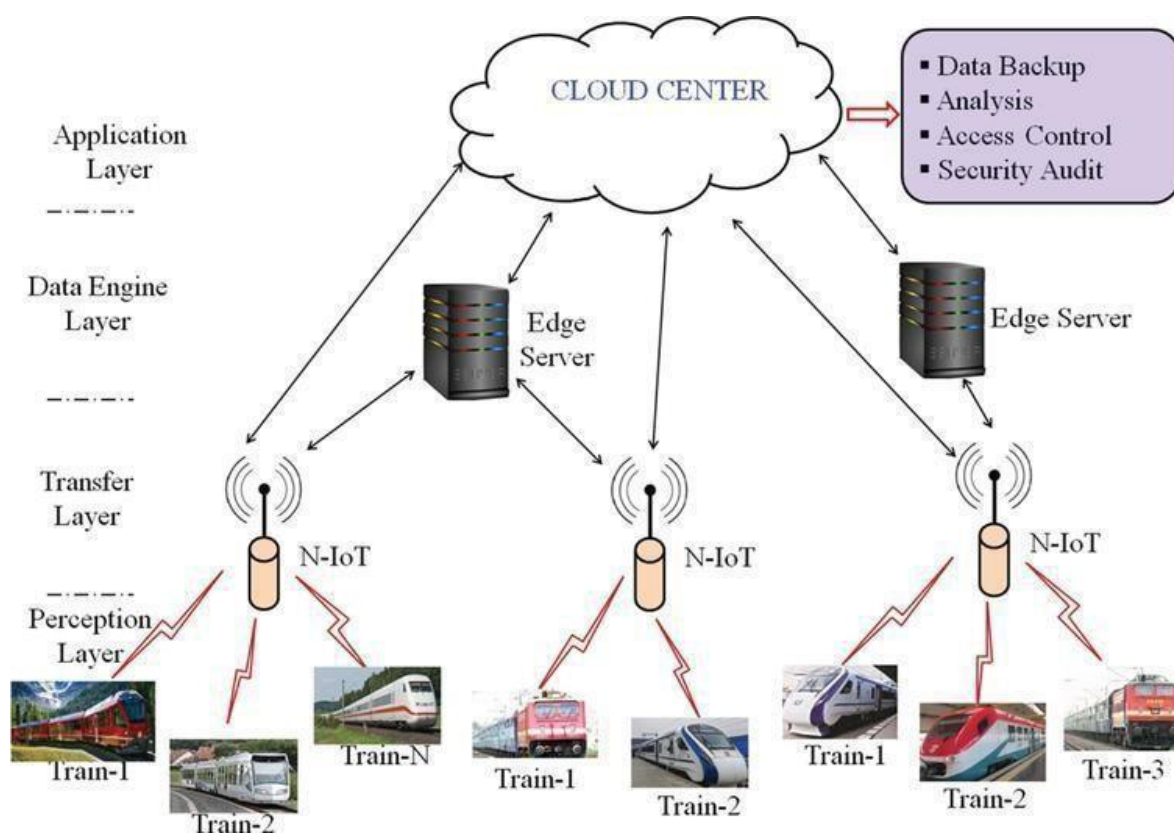 CLOUD CENTER
▪ Data Backup
▪ Analysis
▪ Access Control
▪ Security Audit
Application
Layer
Data Engine
Layer
Edge
Server
Edge Server
Transfer
Layer
N-IoT
N-IoT
N-IoT
Perception
Layer
Train-1
Train-2
Train-N
Train-1
Train-2
Train-1
Train-2
Train-3